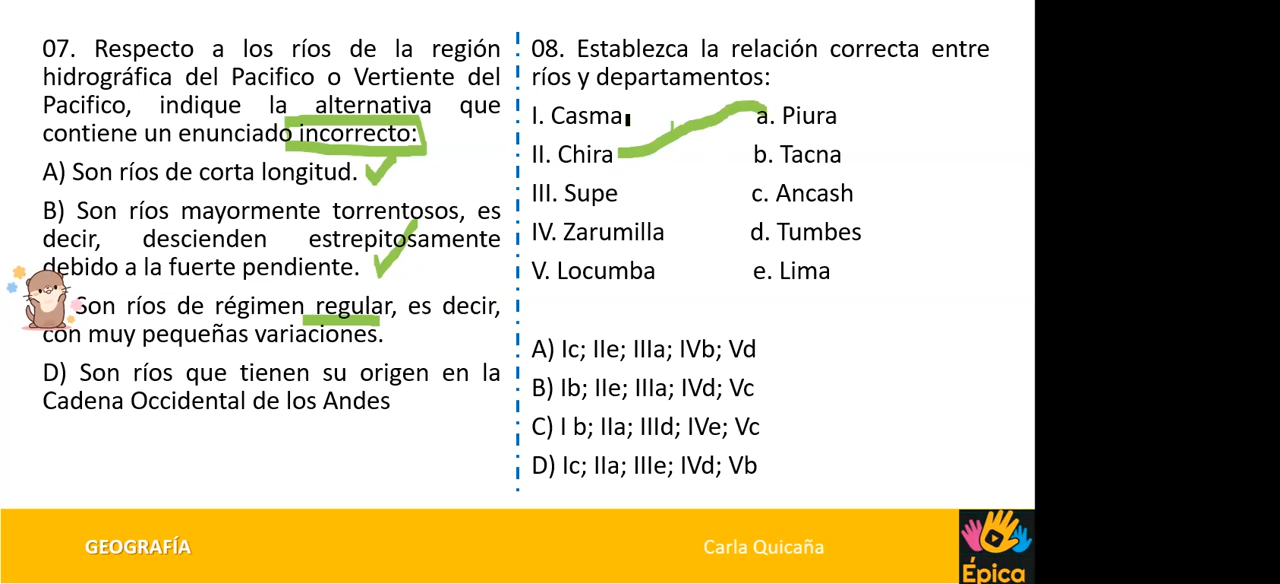 07. Respecto a los ríos de la región
hidrográfica del Pacifico o Vertiente del
Pacifico, indique la alternativa que
contiene un enunciado incorrecto:
A) Son ríos de corta longitud.
B) Son ríos mayormente torrentosos, es
decir, descienden estrepitosamente
debido a la fuerte pendiente.
Son ríos de régimen regular, es decir,
con muy pequeñas variaciones.
D) Son ríos que tienen su origen en la
Cadena Occidental de los Andes
08. Establezca la relación correcta entre
ríos y departamentos:
I. Casma a. Piura
II. Chira b. Tacna
III. Supe c. Ancash
IV. Zarumilla d. Tumbes
V. Locumba e. Lima
A) Ic; IIe; IIIa; IVb; Vd
B) Ib; IIe; IIIa; IVd; Vc
C) I b; IIa; IIId; IVe; Vc
D) Ic; IIa; IIIe; IVd; Vb
GEOGRAFÍA
Carla Quicaña
Épica